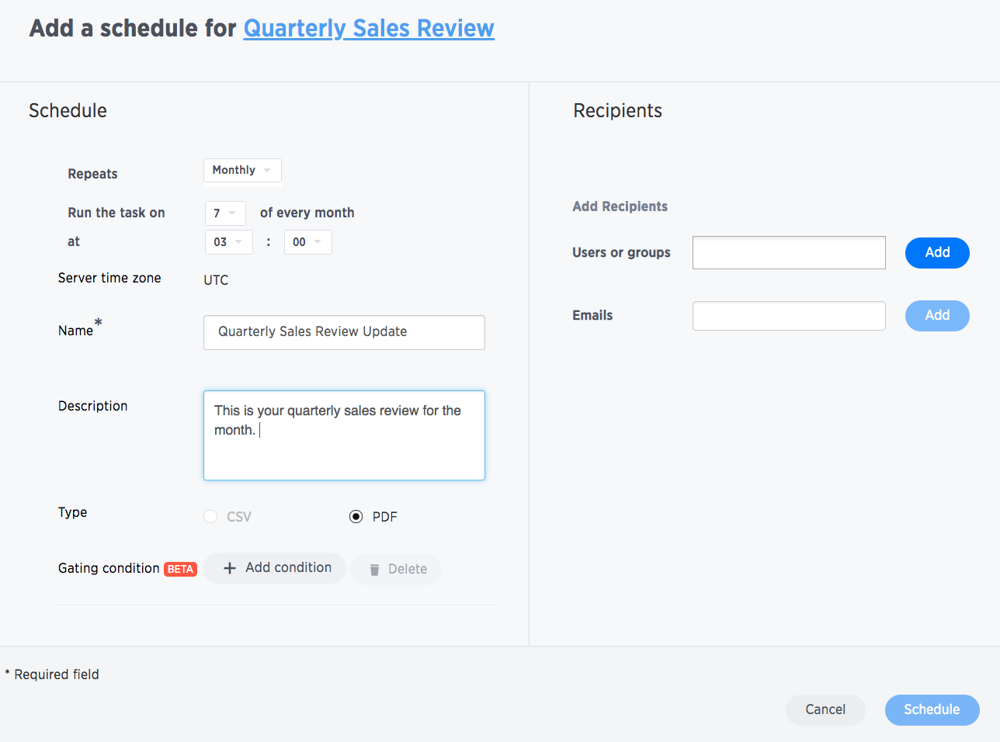 Add a schedule for Quarterly Sales Review
Schedule
Repeats Monthly
Run the task on 7 of every month
at 03 : 00
Server time zone UTC
Name* Quarterly Sales Review Update
Description This is your quarterly sales review for the
month.
Type CSV PDF
Gating condition BETA + Add condition Delete
Recipients
Add Recipients
Users or groups Add
Emails Add
* Required field
Cancel Schedule